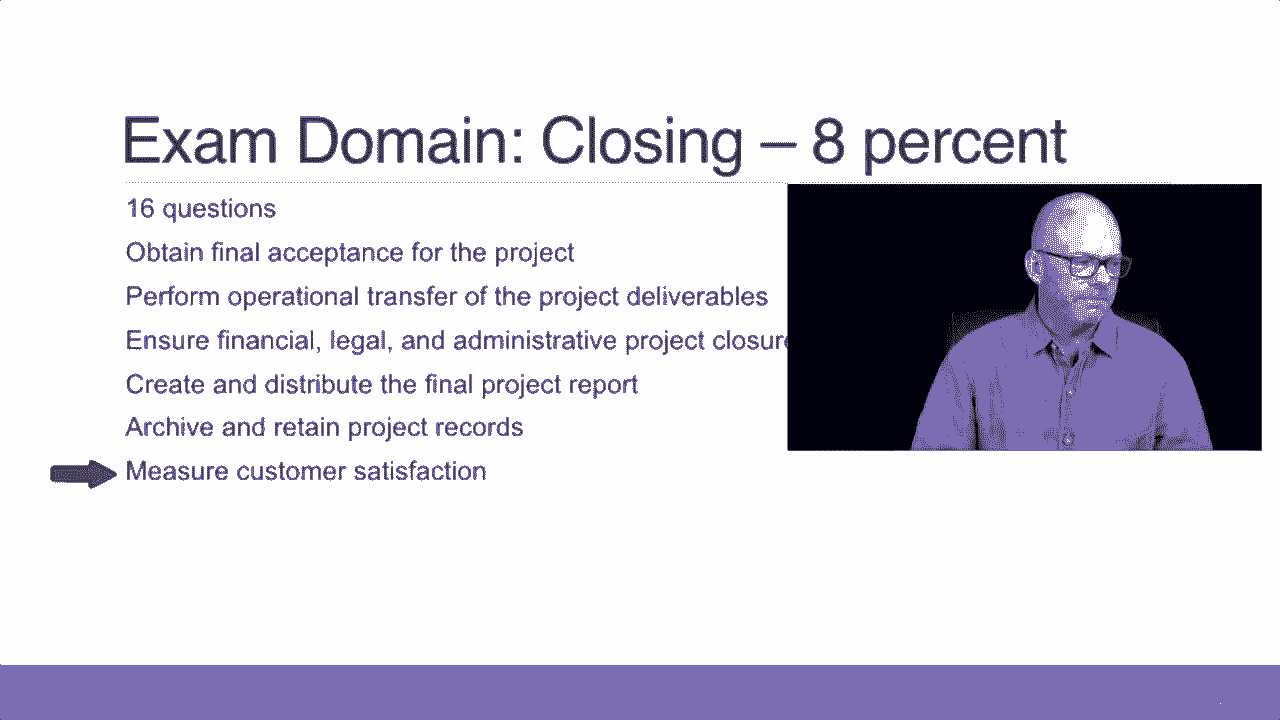 Exam Domain: Closing – 8 percent
16 questions
Obtain final acceptance for the project
Perform operational transfer of the project deliverables
Ensure financial, legal, and administrative project closure
Create and distribute the final project report
Archive and retain project records
Measure customer satisfaction